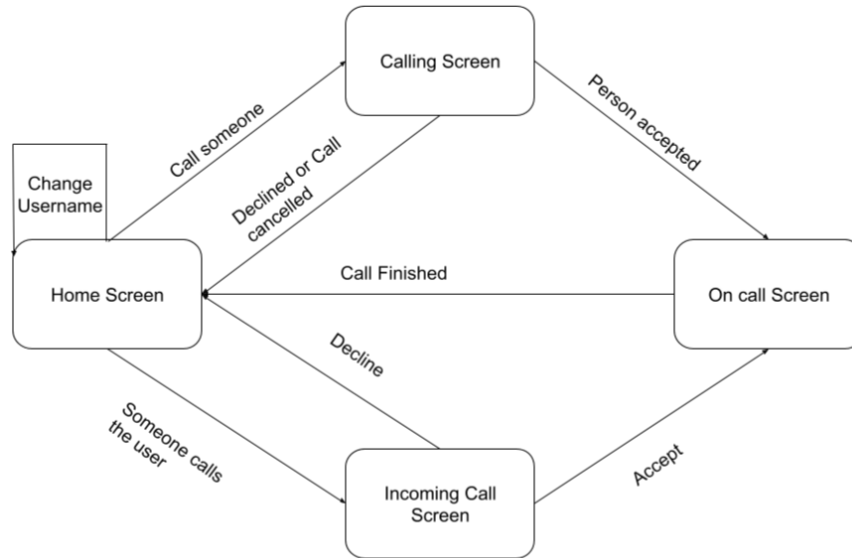 Calling Screen
Call someone
Person accepted
Declined or Call
cancelled
Change
Username
Home Screen
Call Finished
On call Screen
Decline
Someone calls
the user
Accept
Incoming Call
Screen